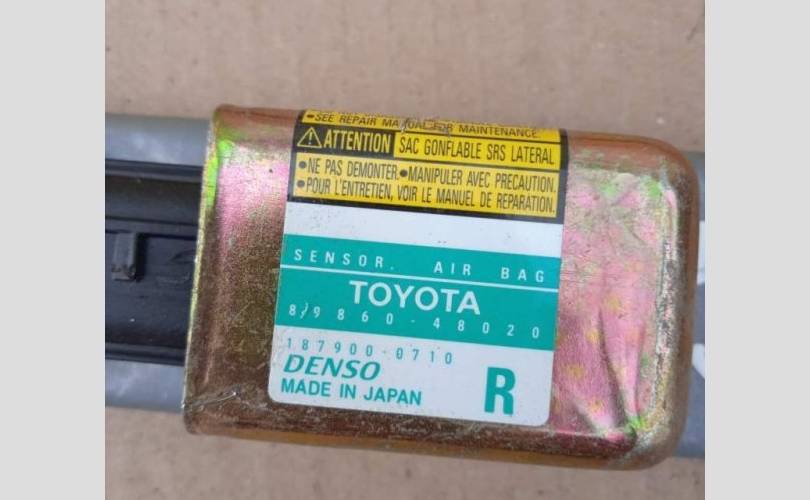 •SEE REPAIR MANUAL FOR MAINTENANCE.
ATTENTION SAC GONFLABLE SRS LATERAL
•NE PAS DEMONTER.•MANIPULER AVEC PRECAUTION.
•POUR L'ENTRETIEN, VOIR LE MANUEL DE REPARATION.
SENSOR, AIR BAG
TOYOTA
89860-48020
187900-0710
DENSO
MADE IN JAPAN
R